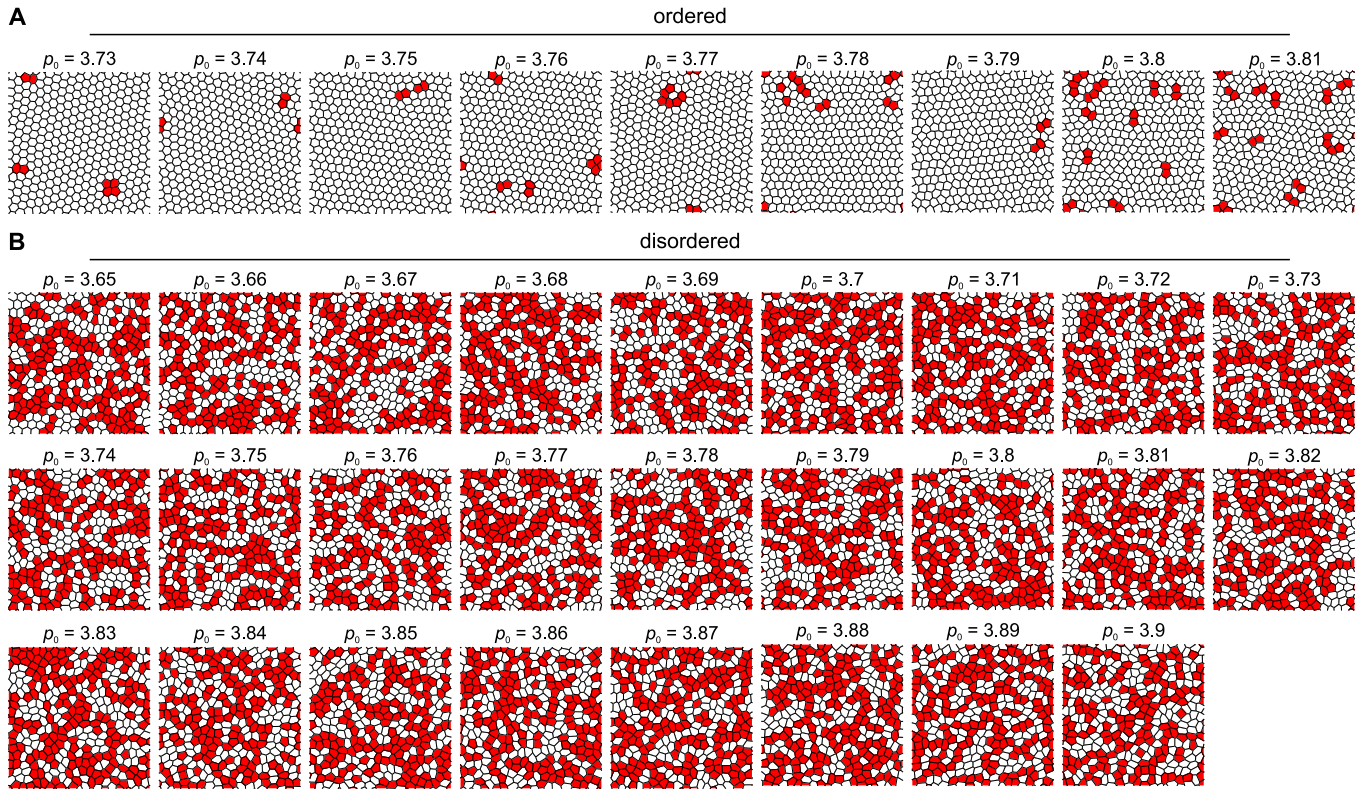 A
ordered
p₀ = 3.73 p₀ = 3.74 p₀ = 3.75 p₀ = 3.76 p₀ = 3.77 p₀ = 3.78 p₀ = 3.79 p₀ = 3.8 p₀ = 3.81
B
disordered
p₀ = 3.65 p₀ = 3.66 p₀ = 3.67 p₀ = 3.68 p₀ = 3.69 p₀ = 3.7 p₀ = 3.71 p₀ = 3.72 p₀ = 3.73
p₀ = 3.74 p₀ = 3.75 p₀ = 3.76 p₀ = 3.77 p₀ = 3.78 p₀ = 3.79 p₀ = 3.8 p₀ = 3.81 p₀ = 3.82
p₀ = 3.83 p₀ = 3.84 p₀ = 3.85 p₀ = 3.86 p₀ = 3.87 p₀ = 3.88 p₀ = 3.89 p₀ = 3.9